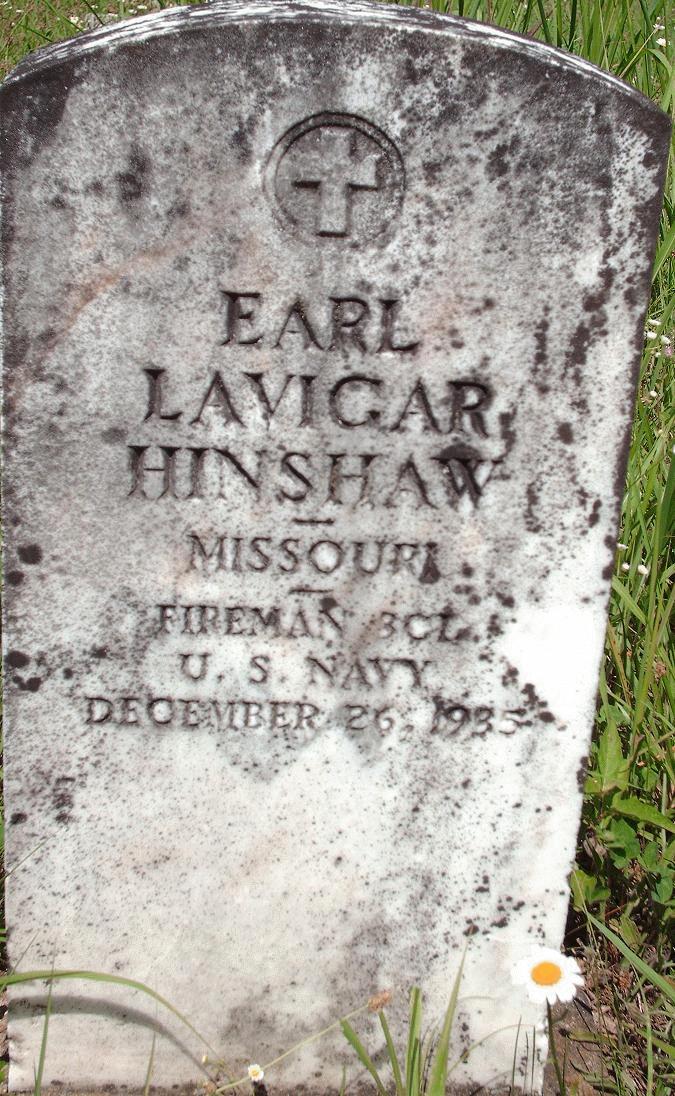 EARL
LAVIGAR
HINSHAW
MISSOURI
FIREMAN 3CL
U. S. NAVY
DECEMBER 26, 1935